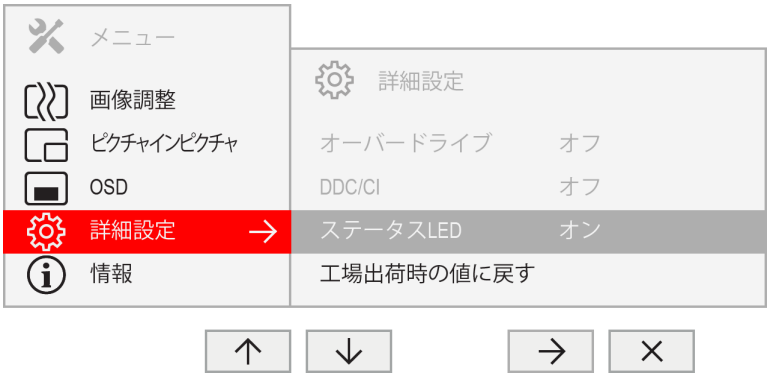 メニュー
画像調整
ピクチャインピクチャ
OSD
詳細設定
情報
詳細設定
オーバードライブ オフ
DDC/CI オフ
ステータスLED オン
工場出荷時の値に戻す